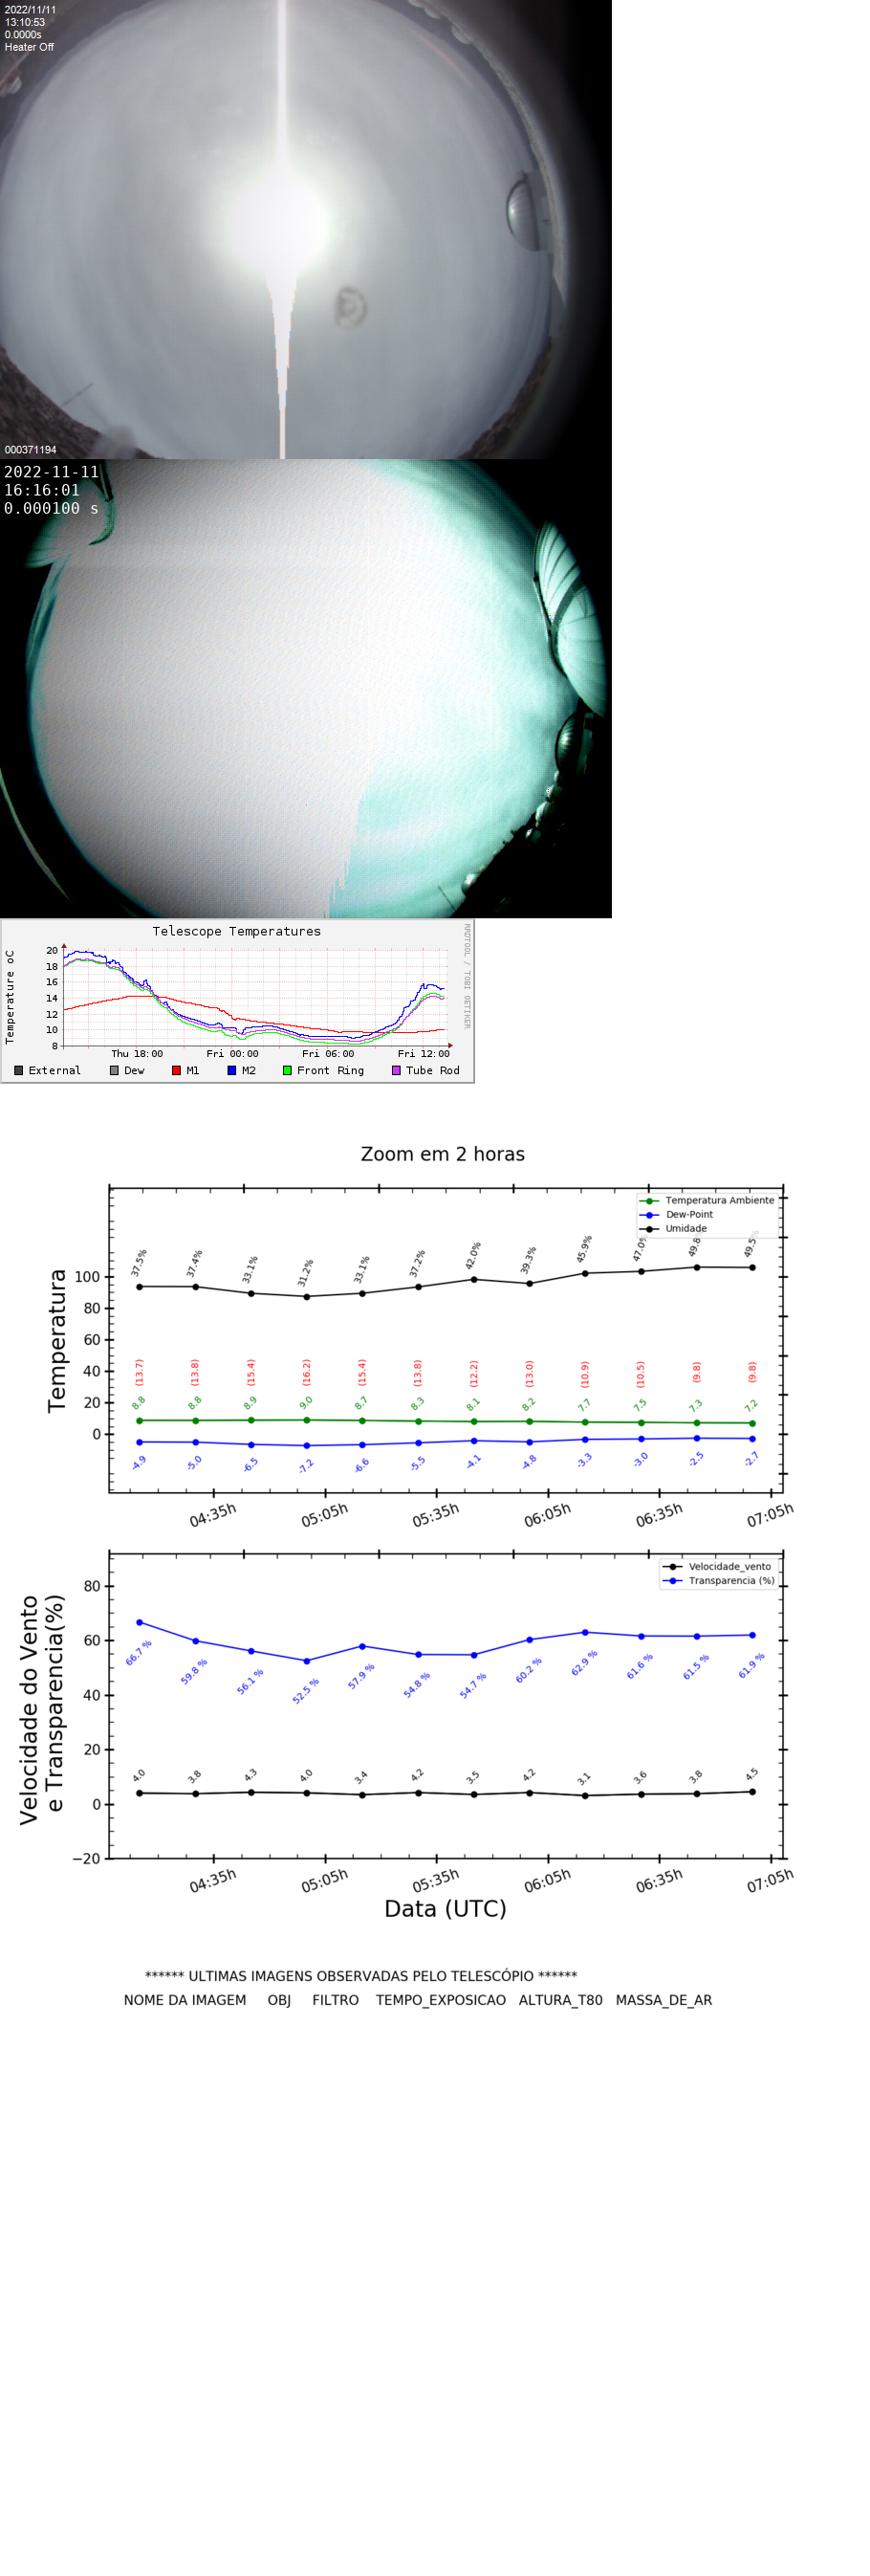 2022/11/11
13:10:53
0.0000s
Heater Off
000371194
2022-11-11
16:16:01
0.000100 s
Telescope Temperatures
RRDTOOL / TOBI OETIKER
Temperature oC
20
18
16
14
12
10
8
Thu 18:00 Fri 00:00 Fri 06:00 Fri 12:00
External Dew M1 M2 Front Ring Tube Rod
Zoom em 2 horas
Temperatura Ambiente
Dew-Point
Umidade
Temperatura
100
80
60
40
20
0
37.5% 37.4% 33.1% 31.2% 33.1% 37.2% 42.0% 39.3% 45.9% 47.0% 49.8% 49.5%
(13.7) (13.8) (15.4) (16.2) (15.4) (13.8) (12.2) (13.0) (10.9) (10.5) (9.8) (9.8)
8.8 8.8 8.9 9.0 8.7 8.3 8.1 8.2 7.7 7.5 7.3 7.2
-4.9 -5.0 -6.5 -7.2 -6.6 -5.5 -4.1 -4.8 -3.3 -3.0 -2.5 -2.7
04:35h 05:05h 05:35h 06:05h 06:35h 07:05h
Velocidade_vento
Transparencia (%)
Velocidade do Vento
e Transparencia(%)
80
60
40
20
0
−20
66.7 % 59.8 % 56.1 % 52.5 % 57.9 % 54.8 % 54.7 % 60.2 % 62.9 % 61.6 % 61.5 % 61.9 %
4.0 3.8 4.3 4.0 3.4 4.2 3.5 4.2 3.1 3.6 3.8 4.5
04:35h 05:05h 05:35h 06:05h 06:35h 07:05h
Data (UTC)
****** ULTIMAS IMAGENS OBSERVADAS PELO TELESCÓPIO ******
NOME DA IMAGEM OBJ FILTRO TEMPO_EXPOSICAO ALTURA_T80 MASSA_DE_AR